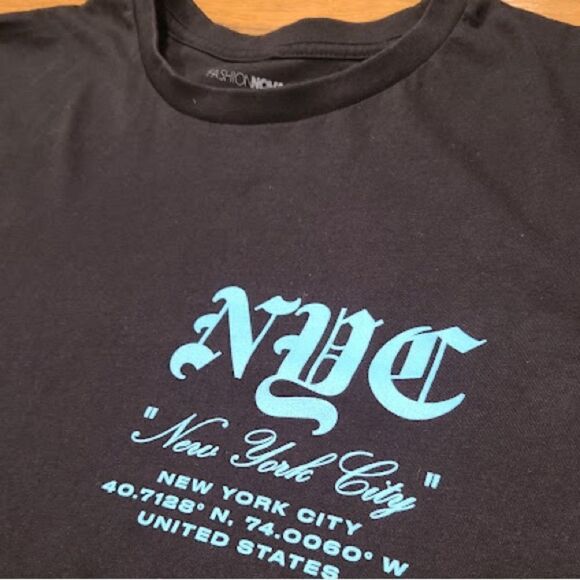 FASHIONNOVA
NYC
"New York City"
NEW YORK CITY
40.7128° N, 74.0060° W
UNITED STATES